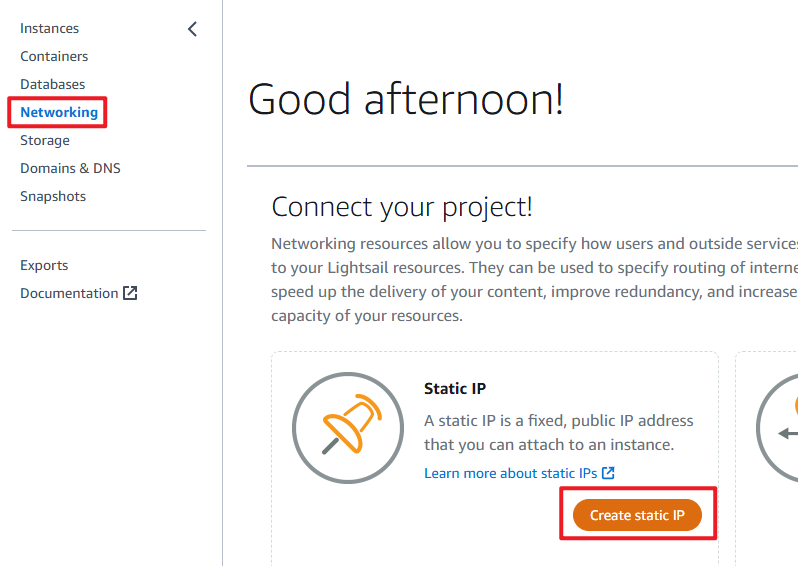 Instances
Containers
Databases
Networking
Storage
Domains & DNS
Snapshots
Exports
Documentation
Good afternoon!
Connect your project!
Networking resources allow you to specify how users and outside services
to your Lightsail resources. They can be used to specify routing of interne
speed up the delivery of your content, improve redundancy, and increase
capacity of your resources.
Static IP
A static IP is a fixed, public IP address
that you can attach to an instance.
Learn more about static IPs
Create static IP